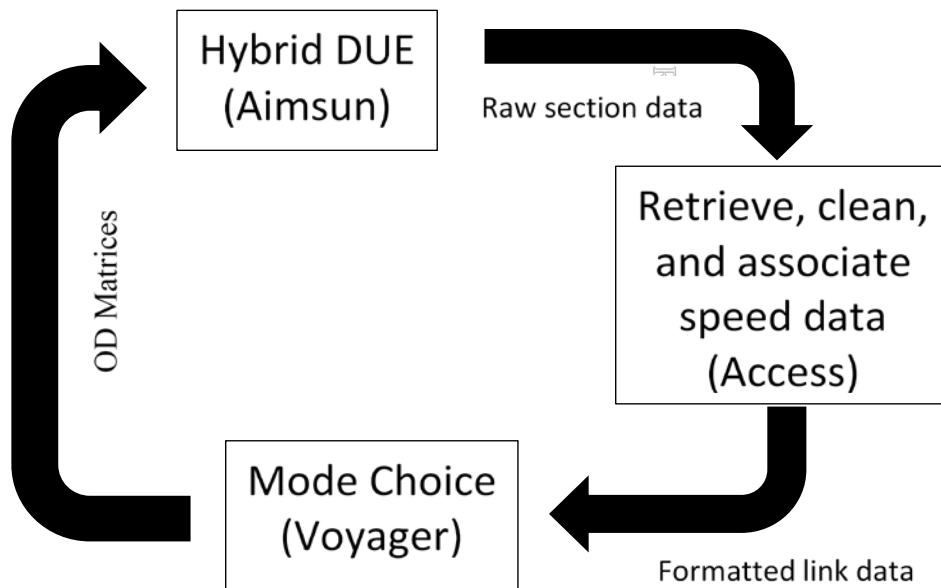 Hybrid DUE
(Aimsun)
Raw section data
Retrieve, clean,
and associate
speed data
(Access)
Formatted link data
Mode Choice
(Voyager)
OD Matrices